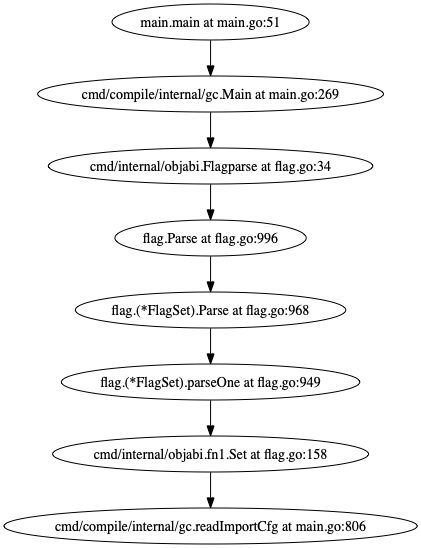 main.main at main.go:51
cmd/compile/internal/gc.Main at main.go:269
cmd/internal/objabi.Flagparse at flag.go:34
flag.Parse at flag.go:996
flag.(*FlagSet).Parse at flag.go:968
flag.(*FlagSet).parseOne at flag.go:949
cmd/internal/objabi.fn1.Set at flag.go:158
cmd/compile/internal/gc.readImportCfg at main.go:806